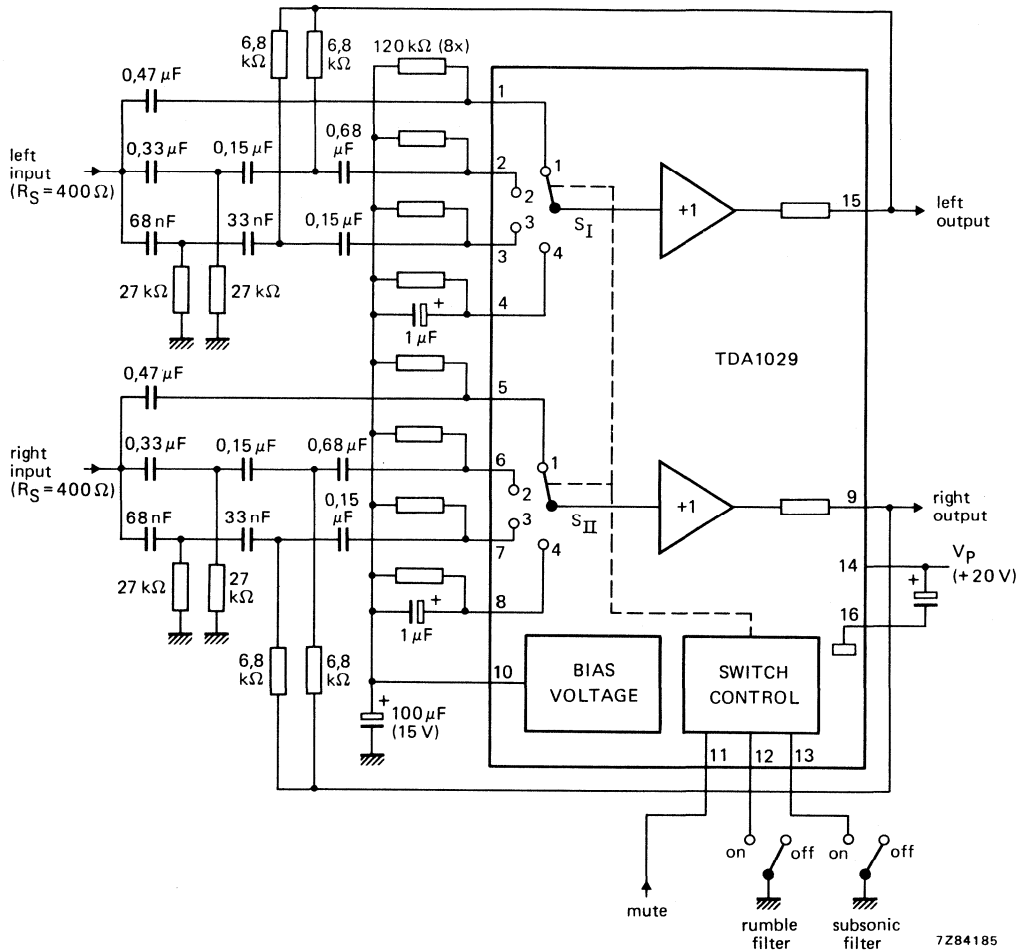 6,8 kΩ
6,8 kΩ
120 kΩ (8x)
0,47 μF
1
left input (RS = 400 Ω)
0,33 μF
0,15 μF
0,68 μF
2
68 nF
33 nF
0,15 μF
3
27 kΩ
27 kΩ
4
+
1 μF
1
2
3
4
SI
+1
15
left output
TDA1029
0,47 μF
5
right input (RS = 400 Ω)
0,33 μF
0,15 μF
0,68 μF
6
68 nF
33 nF
0,15 μF
7
27 kΩ
27 kΩ
8
+
1 μF
1
2
3
4
SII
+1
9
right output
14
VP (+20 V)
+
16
6,8 kΩ
6,8 kΩ
10
+
100 μF (15 V)
BIAS VOLTAGE
SWITCH CONTROL
11
12
13
on
off
on
off
mute
rumble filter
subsonic filter
7Z84185